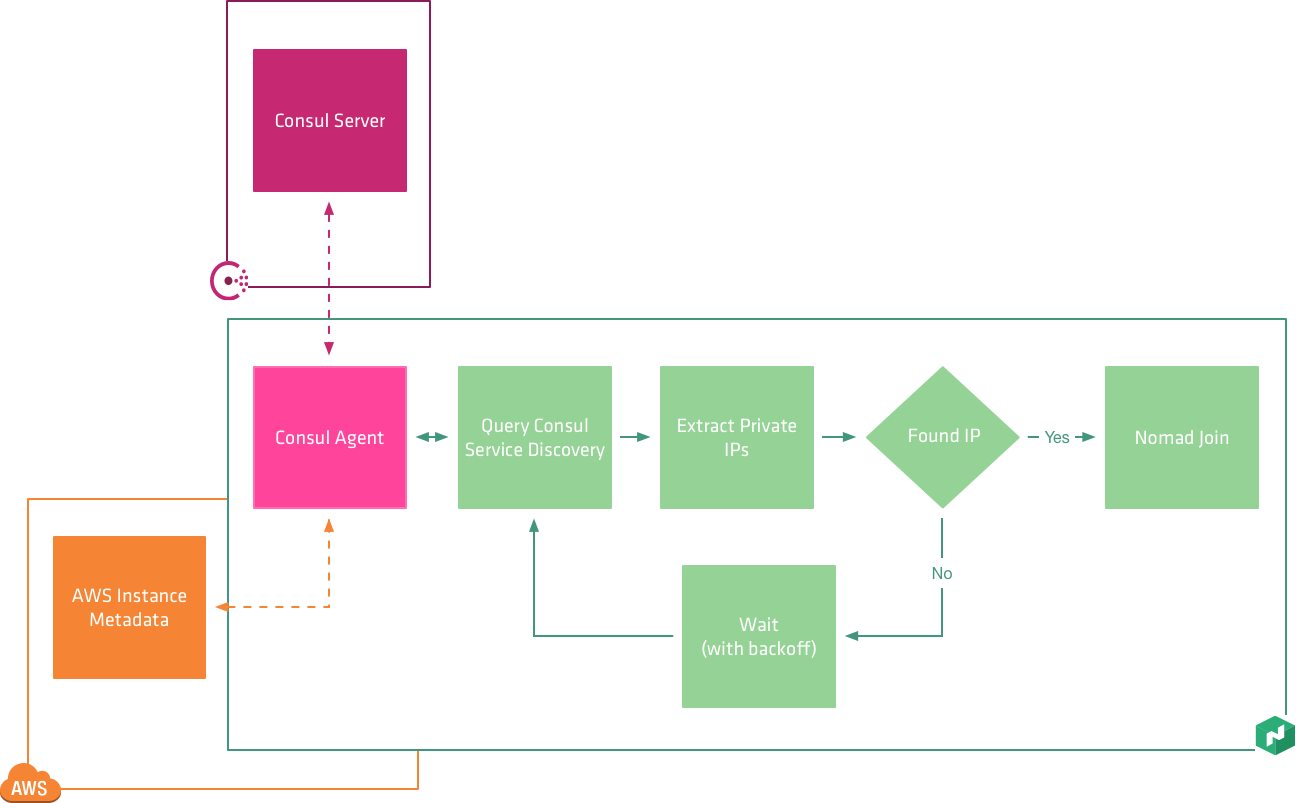 Consul Server
Consul Agent
Query Consul
Service Discovery
Extract Private
IPs
Found IP
Yes
Nomad Join
No
Wait
(with backoff)
AWS Instance
Metadata
AWS